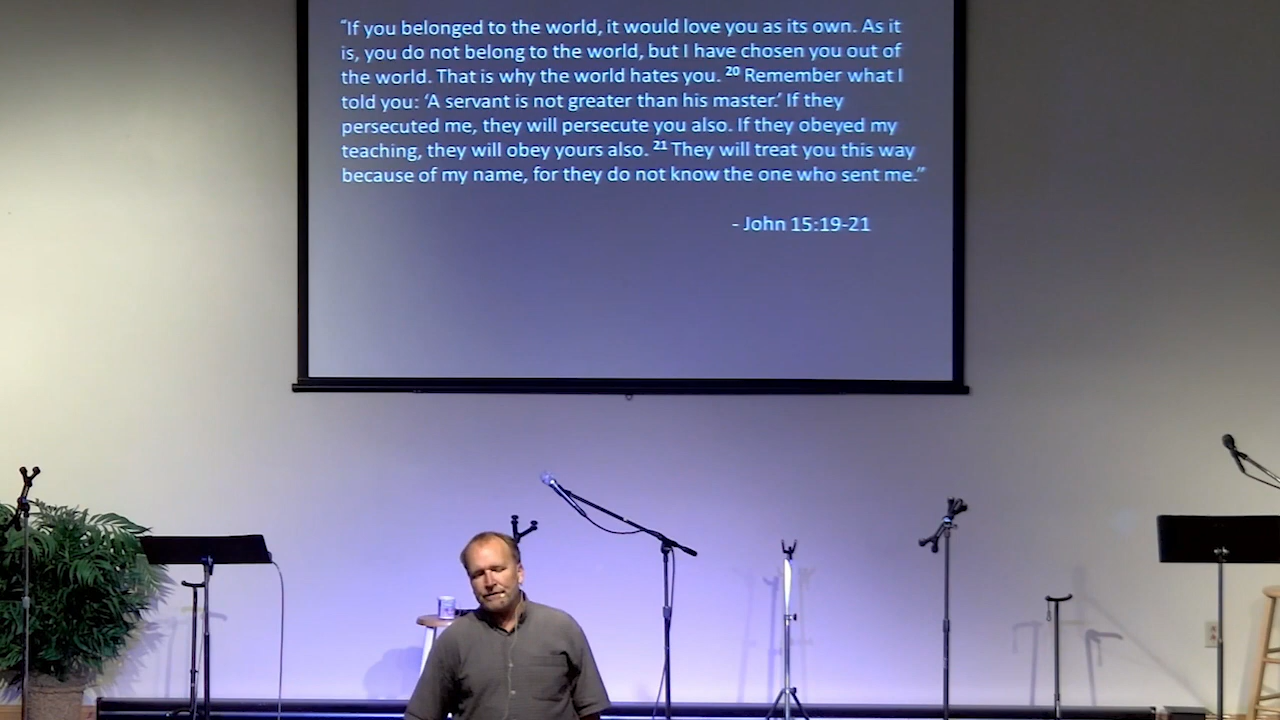 “If you belonged to the world, it would love you as its own. As it
is, you do not belong to the world, but I have chosen you out of
the world. That is why the world hates you. 20 Remember what I
told you: ‘A servant is not greater than his master.’ If they
persecuted me, they will persecute you also. If they obeyed my
teaching, they will obey yours also. 21 They will treat you this way
because of my name, for they do not know the one who sent me.”
- John 15:19-21